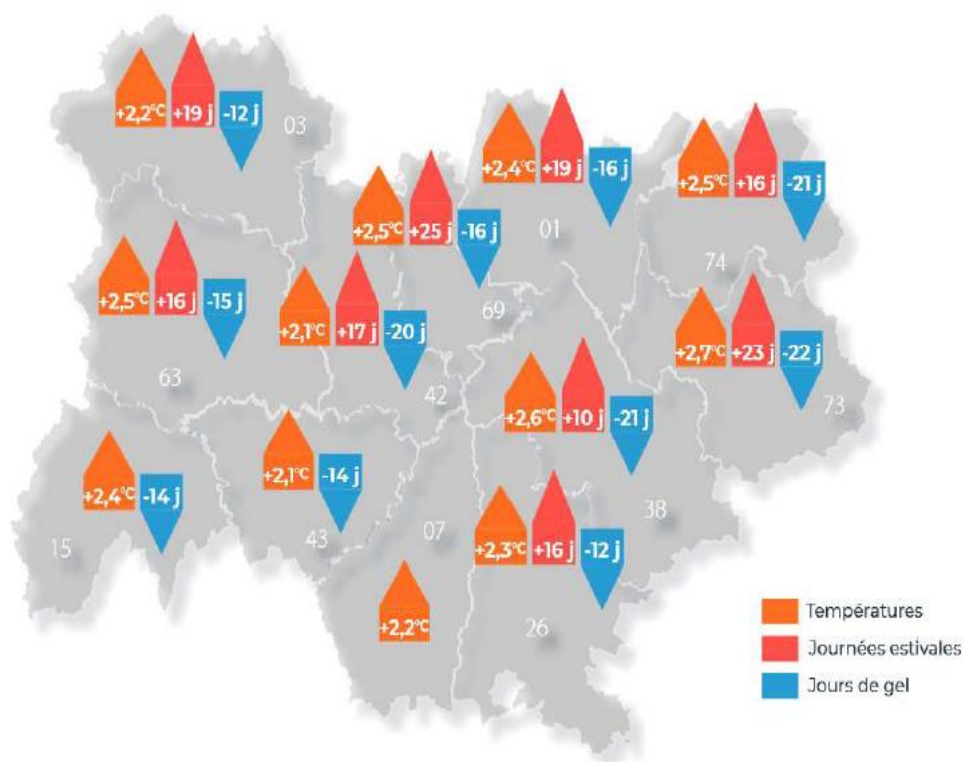 +2,2°C +19 j -12 j
03
+2,4°C +19 j -16 j
01
+2,5°C +16 j -21 j
74
+2,5°C +25 j -16 j
69
+2,5°C +16 j -15 j
63
+2,1°C +17 j -20 j
42
+2,7°C +23 j -22 j
73
+2,6°C +10 j -21 j
38
+2,4°C -14 j
15
+2,1°C -14 j
43
07
+2,2°C
+2,3°C +16 j -12 j
26
Températures
Journées estivales
Jours de gel